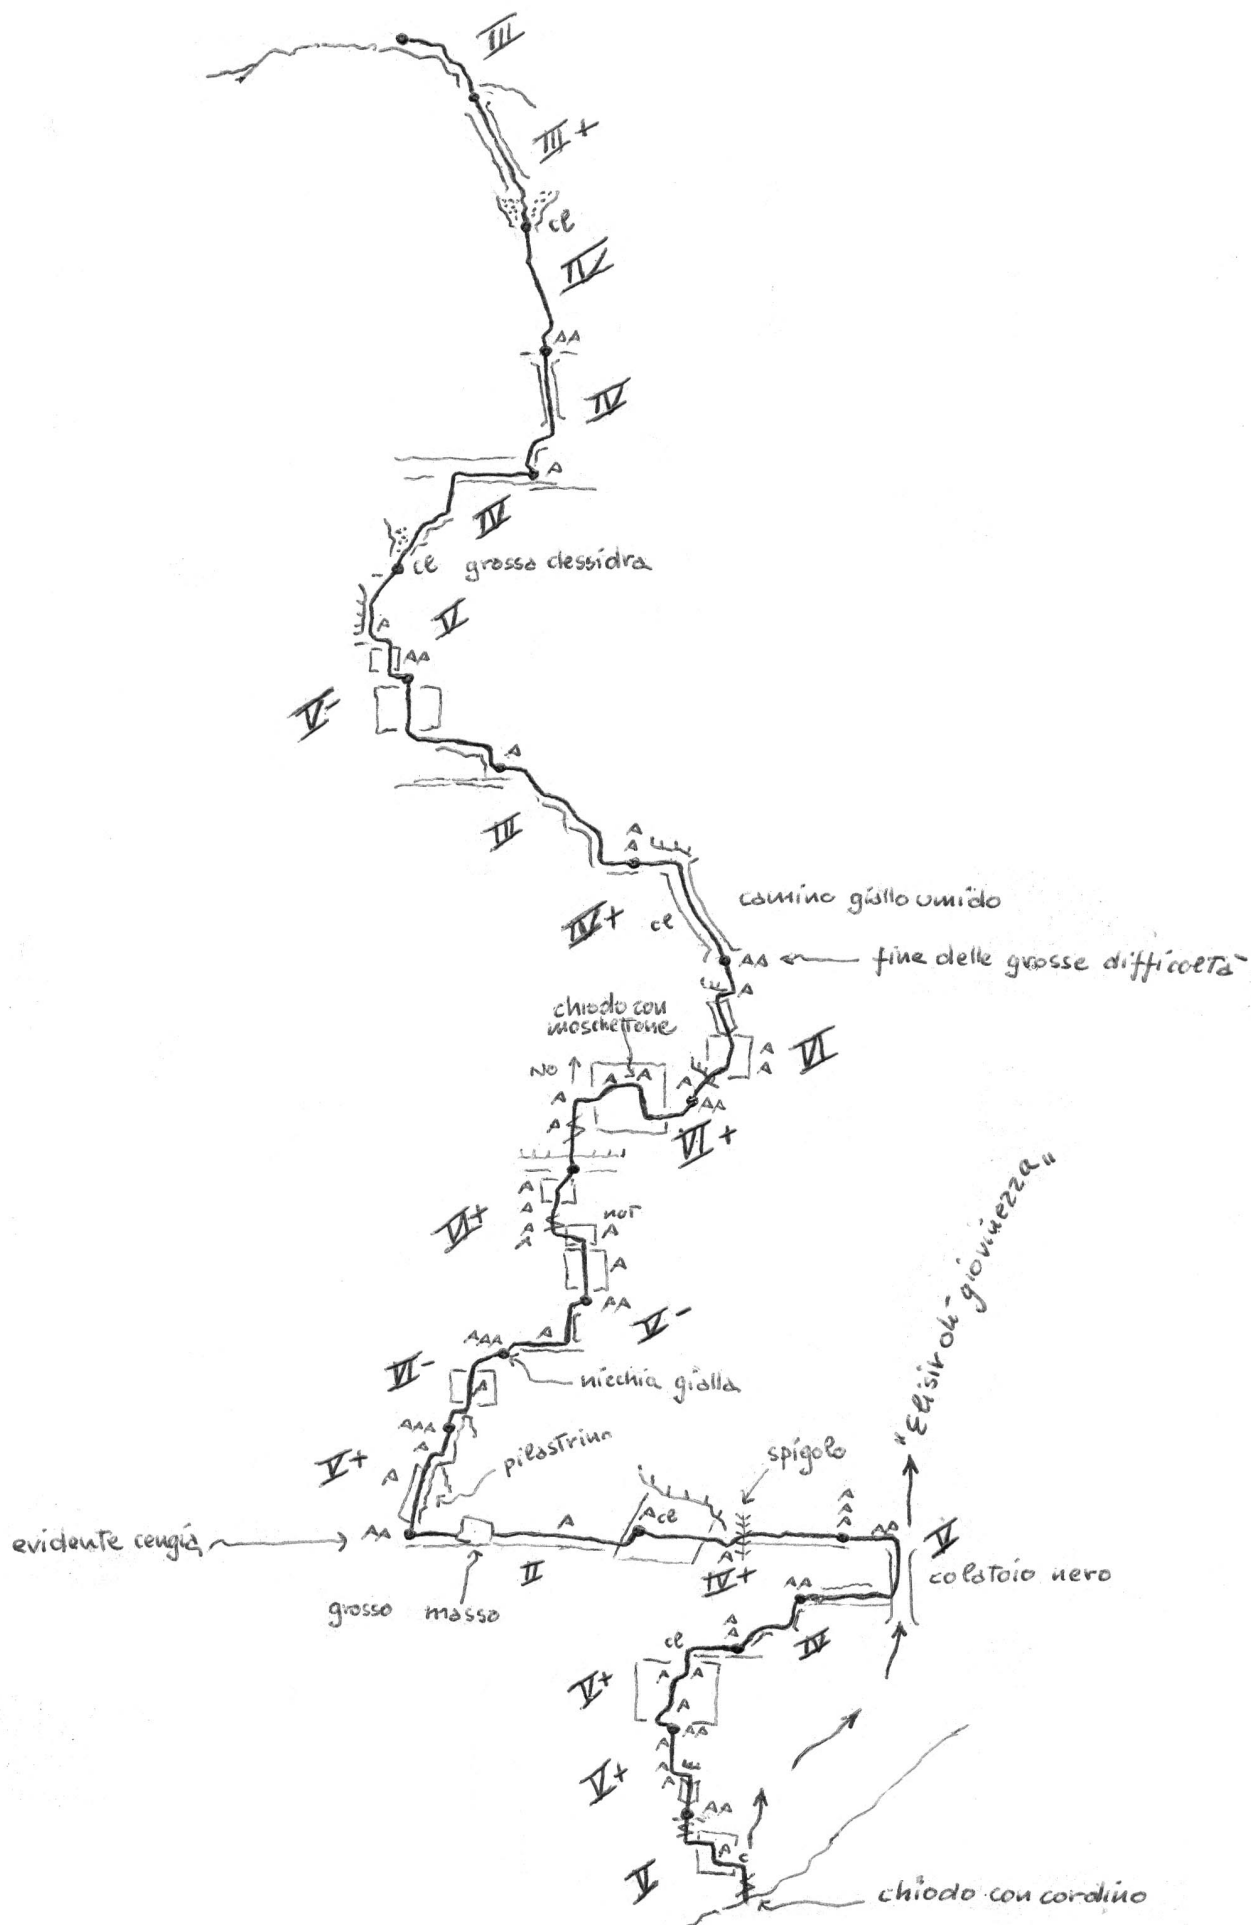 III
III+
cl
IV
AA
IV
A
IV
cl grossa clessidra
V
A
AA
V-
A
III
A
A
camino giallo umido
IV+
cl
AA
fine delle grosse difficoltà
A
chiodo con
moschettone
VI
A
A
NO
A A
A
A
AA
A
VI+
A
A
A
A
VI+
not
A
A
AA
V-
A
AAA
VI-
nicchia gialla
A
AAA
A
V+
A
pilastrino
spigolo
"Elisir di giovinezza"
evidente cengia
AA
A
A cl
A
A
A
AA
V
A
II
IV+
colatoio nero
grosso masso
AA
A
A
IV
cl
A A
V+
A
AA
A
A
A
V+
AA
A
V
chiodo con cordino